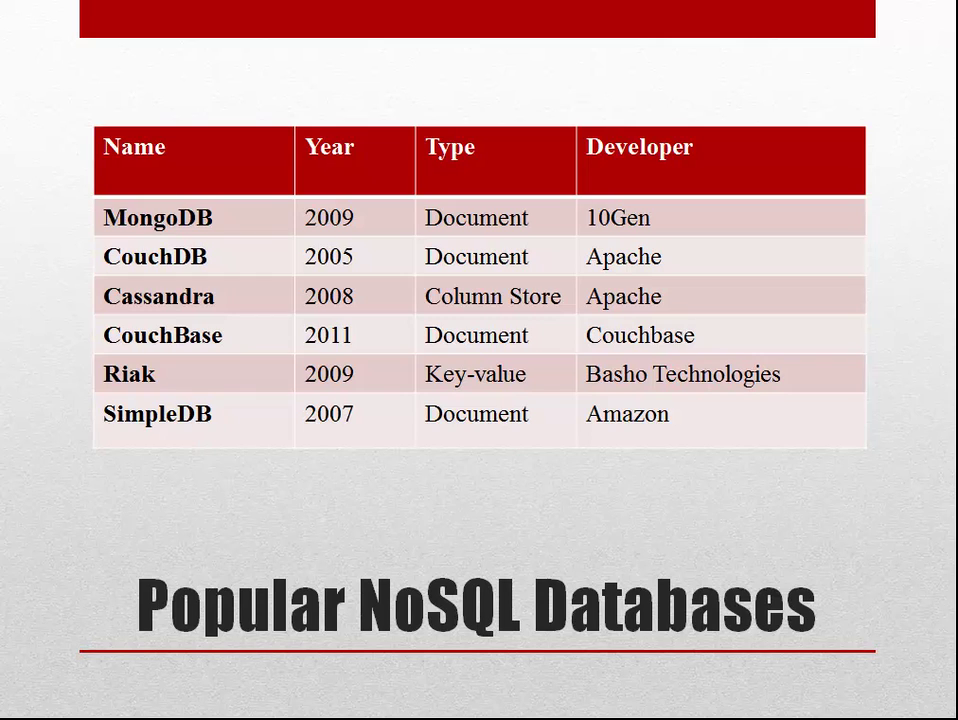 Name Year Type Developer
MongoDB 2009 Document 10Gen
CouchDB 2005 Document Apache
Cassandra 2008 Column Store Apache
CouchBase 2011 Document Couchbase
Riak 2009 Key-value Basho Technologies
SimpleDB 2007 Document Amazon
Popular NoSQL Databases